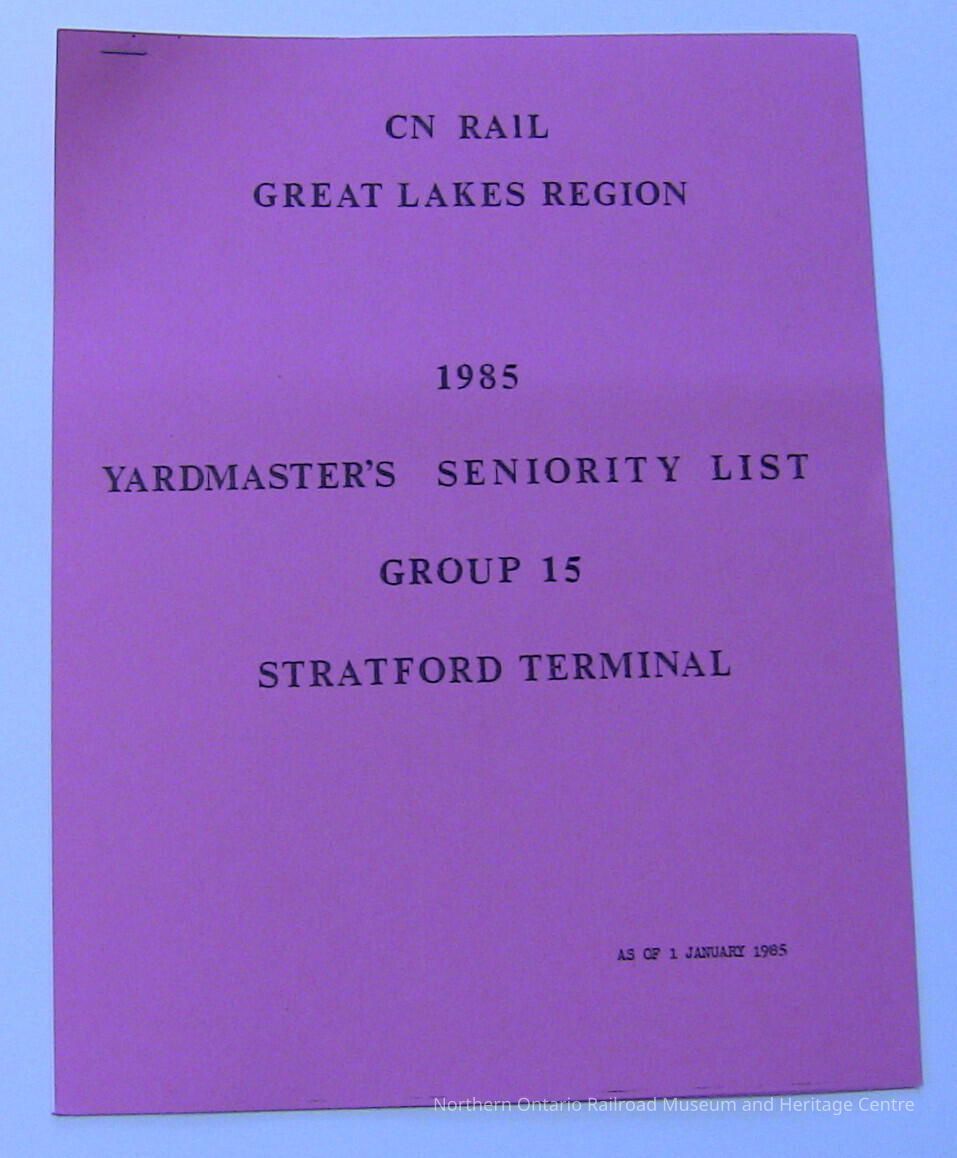 CN RAIL
GREAT LAKES REGION
1985
YARDMASTER'S SENIORITY LIST
GROUP 15
STRATFORD TERMINAL
AS OF 1 JANUARY 1985
Northern Ontario Railroad Museum and Heritage Centre